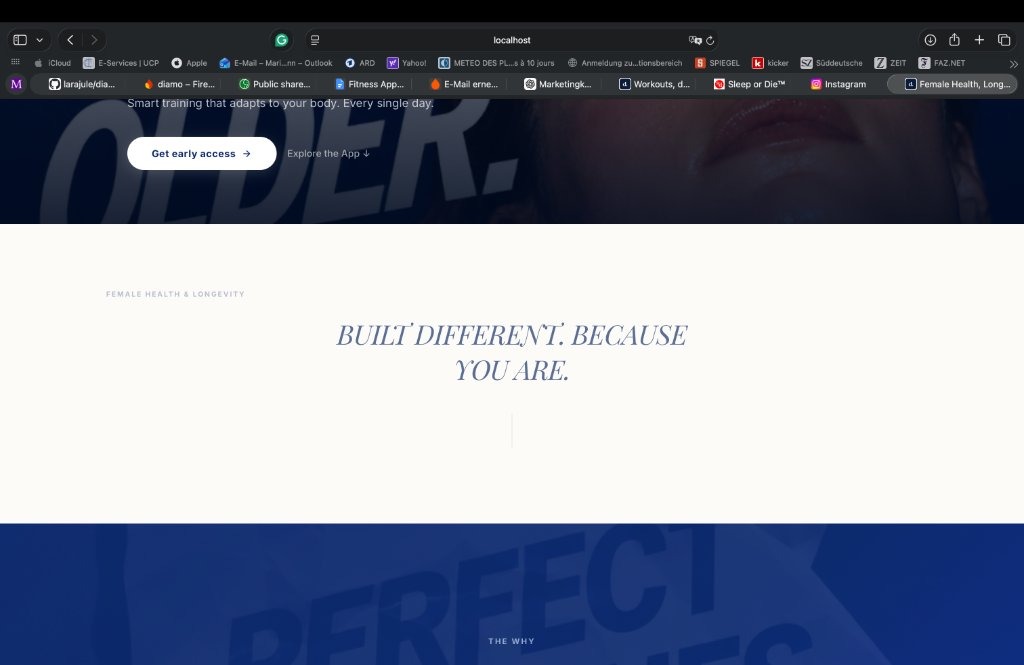 localhost
iCloud
E-Services | UCP
Apple
E-Mail – Mari...nn – Outlook
ARD
Yahoo!
METEO DES PL...s à 10 jours
Anmeldung zu...tionsbereich
SPIEGEL
kicker
Süddeutsche
ZEIT
FAZ.NET
M
larajule/dia...
diamo – Fire...
Public share...
Fitness App...
E-Mail erne...
Marketingk...
Workouts, d...
Sleep or Die™
Instagram
Female Health, Long...
Smart training that adapts to your body. Every single day.
OLDER.
Get early access →
Explore the App ↓
FEMALE HEALTH & LONGEVITY
BUILT DIFFERENT. BECAUSE
YOU ARE.
PERFECT
THE WHY